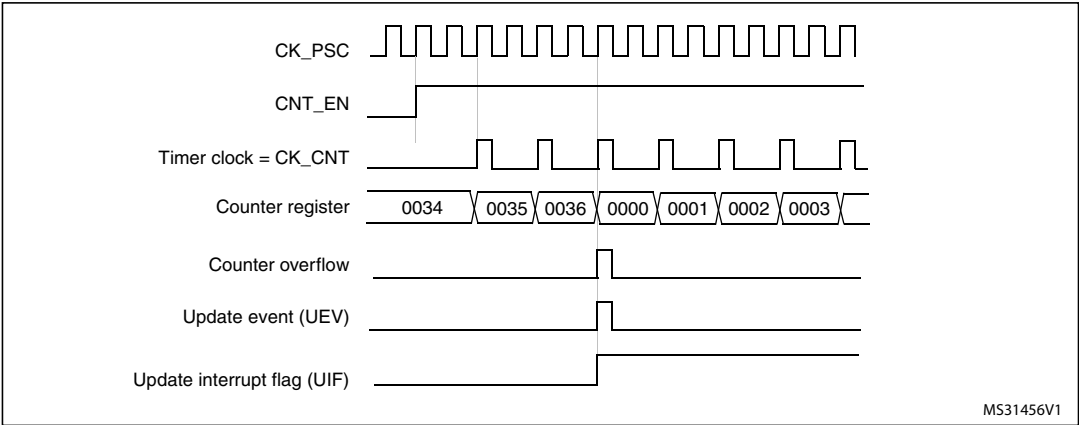 CK_PSC
CNT_EN
Timer clock = CK_CNT
Counter register 0034 0035 0036 0000 0001 0002 0003
Counter overflow
Update event (UEV)
Update interrupt flag (UIF)
MS31456V1